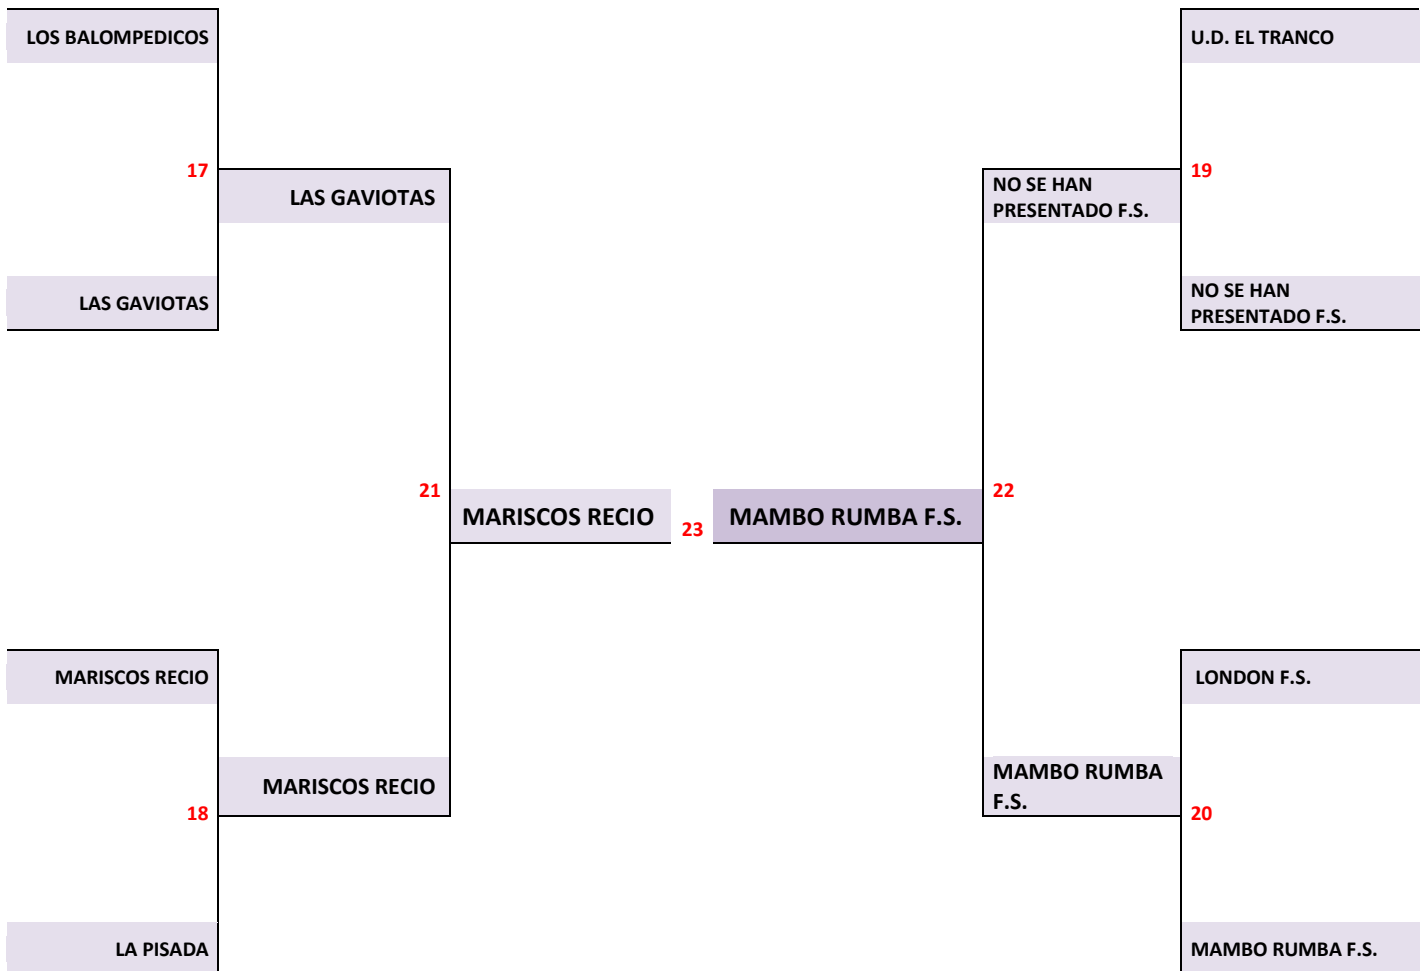 LOS BALOMPEDICOS
U.D. EL TRANCO
17
19
LAS GAVIOTAS
NO SE HAN
PRESENTADO F.S.
LAS GAVIOTAS
NO SE HAN
PRESENTADO F.S.
21
22
MARISCOS RECIO
23
MAMBO RUMBA F.S.
MARISCOS RECIO
LONDON F.S.
MARISCOS RECIO
MAMBO RUMBA
F.S.
18
20
LA PISADA
MAMBO RUMBA F.S.